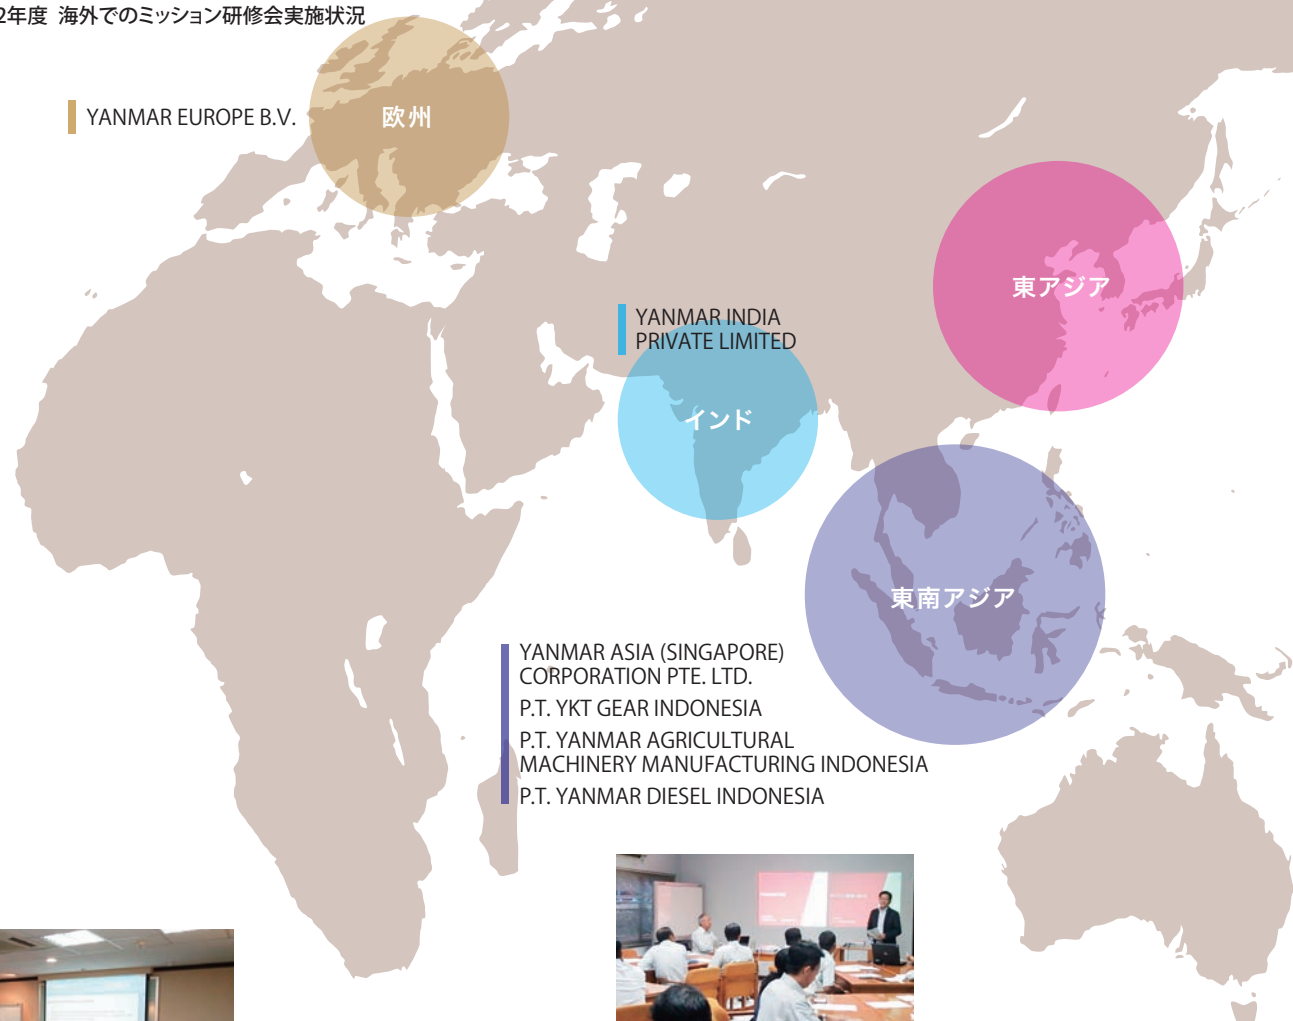 2年度 海外でのミッション研修会実施状況
YANMAR EUROPE B.V.
欧州
東アジア
YANMAR INDIA
PRIVATE LIMITED
インド
東南アジア
YANMAR ASIA (SINGAPORE)
CORPORATION PTE. LTD.
P.T. YKT GEAR INDONESIA
P.T. YANMAR AGRICULTURAL
MACHINERY MANUFACTURING INDONESIA
P.T. YANMAR DIESEL INDONESIA